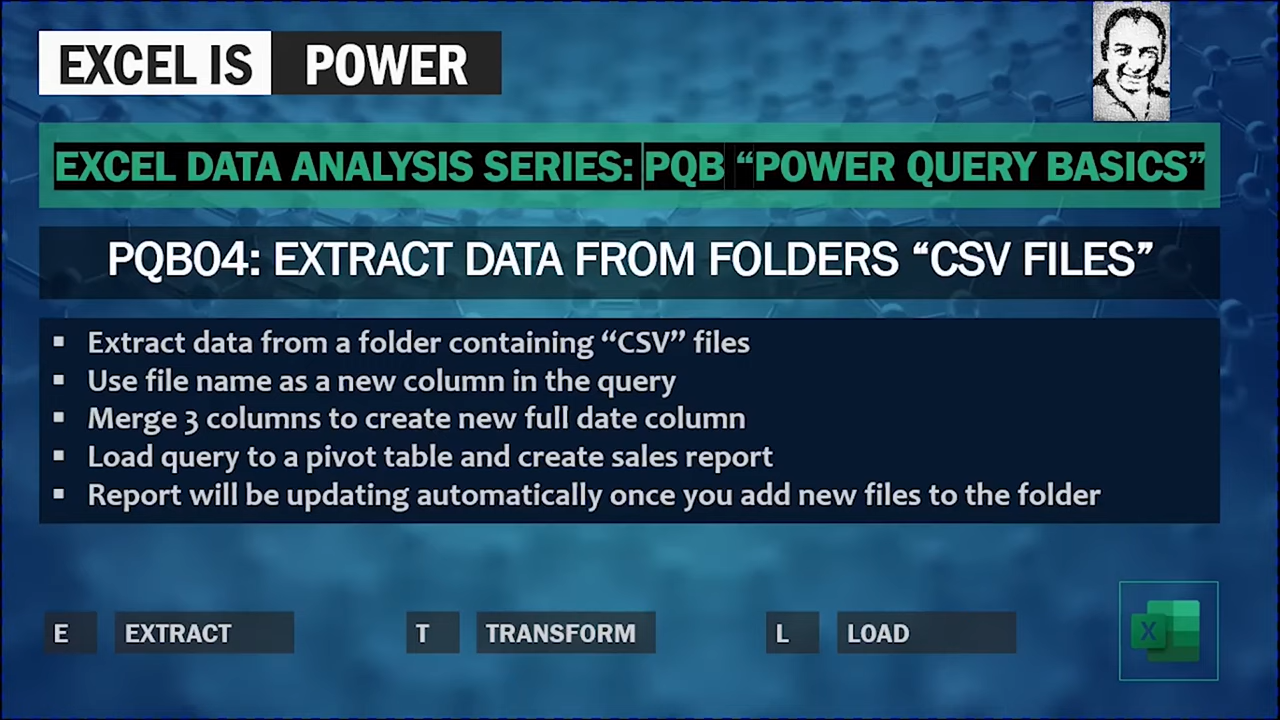 EXCEL IS POWER
EXCEL DATA ANALYSIS SERIES: PQB “POWER QUERY BASICS”
PQB04: EXTRACT DATA FROM FOLDERS “CSV FILES”
▪ Extract data from a folder containing “CSV” files
▪ Use file name as a new column in the query
▪ Merge 3 columns to create new full date column
▪ Load query to a pivot table and create sales report
▪ Report will be updating automatically once you add new files to the folder
E EXTRACT T TRANSFORM L LOAD
X